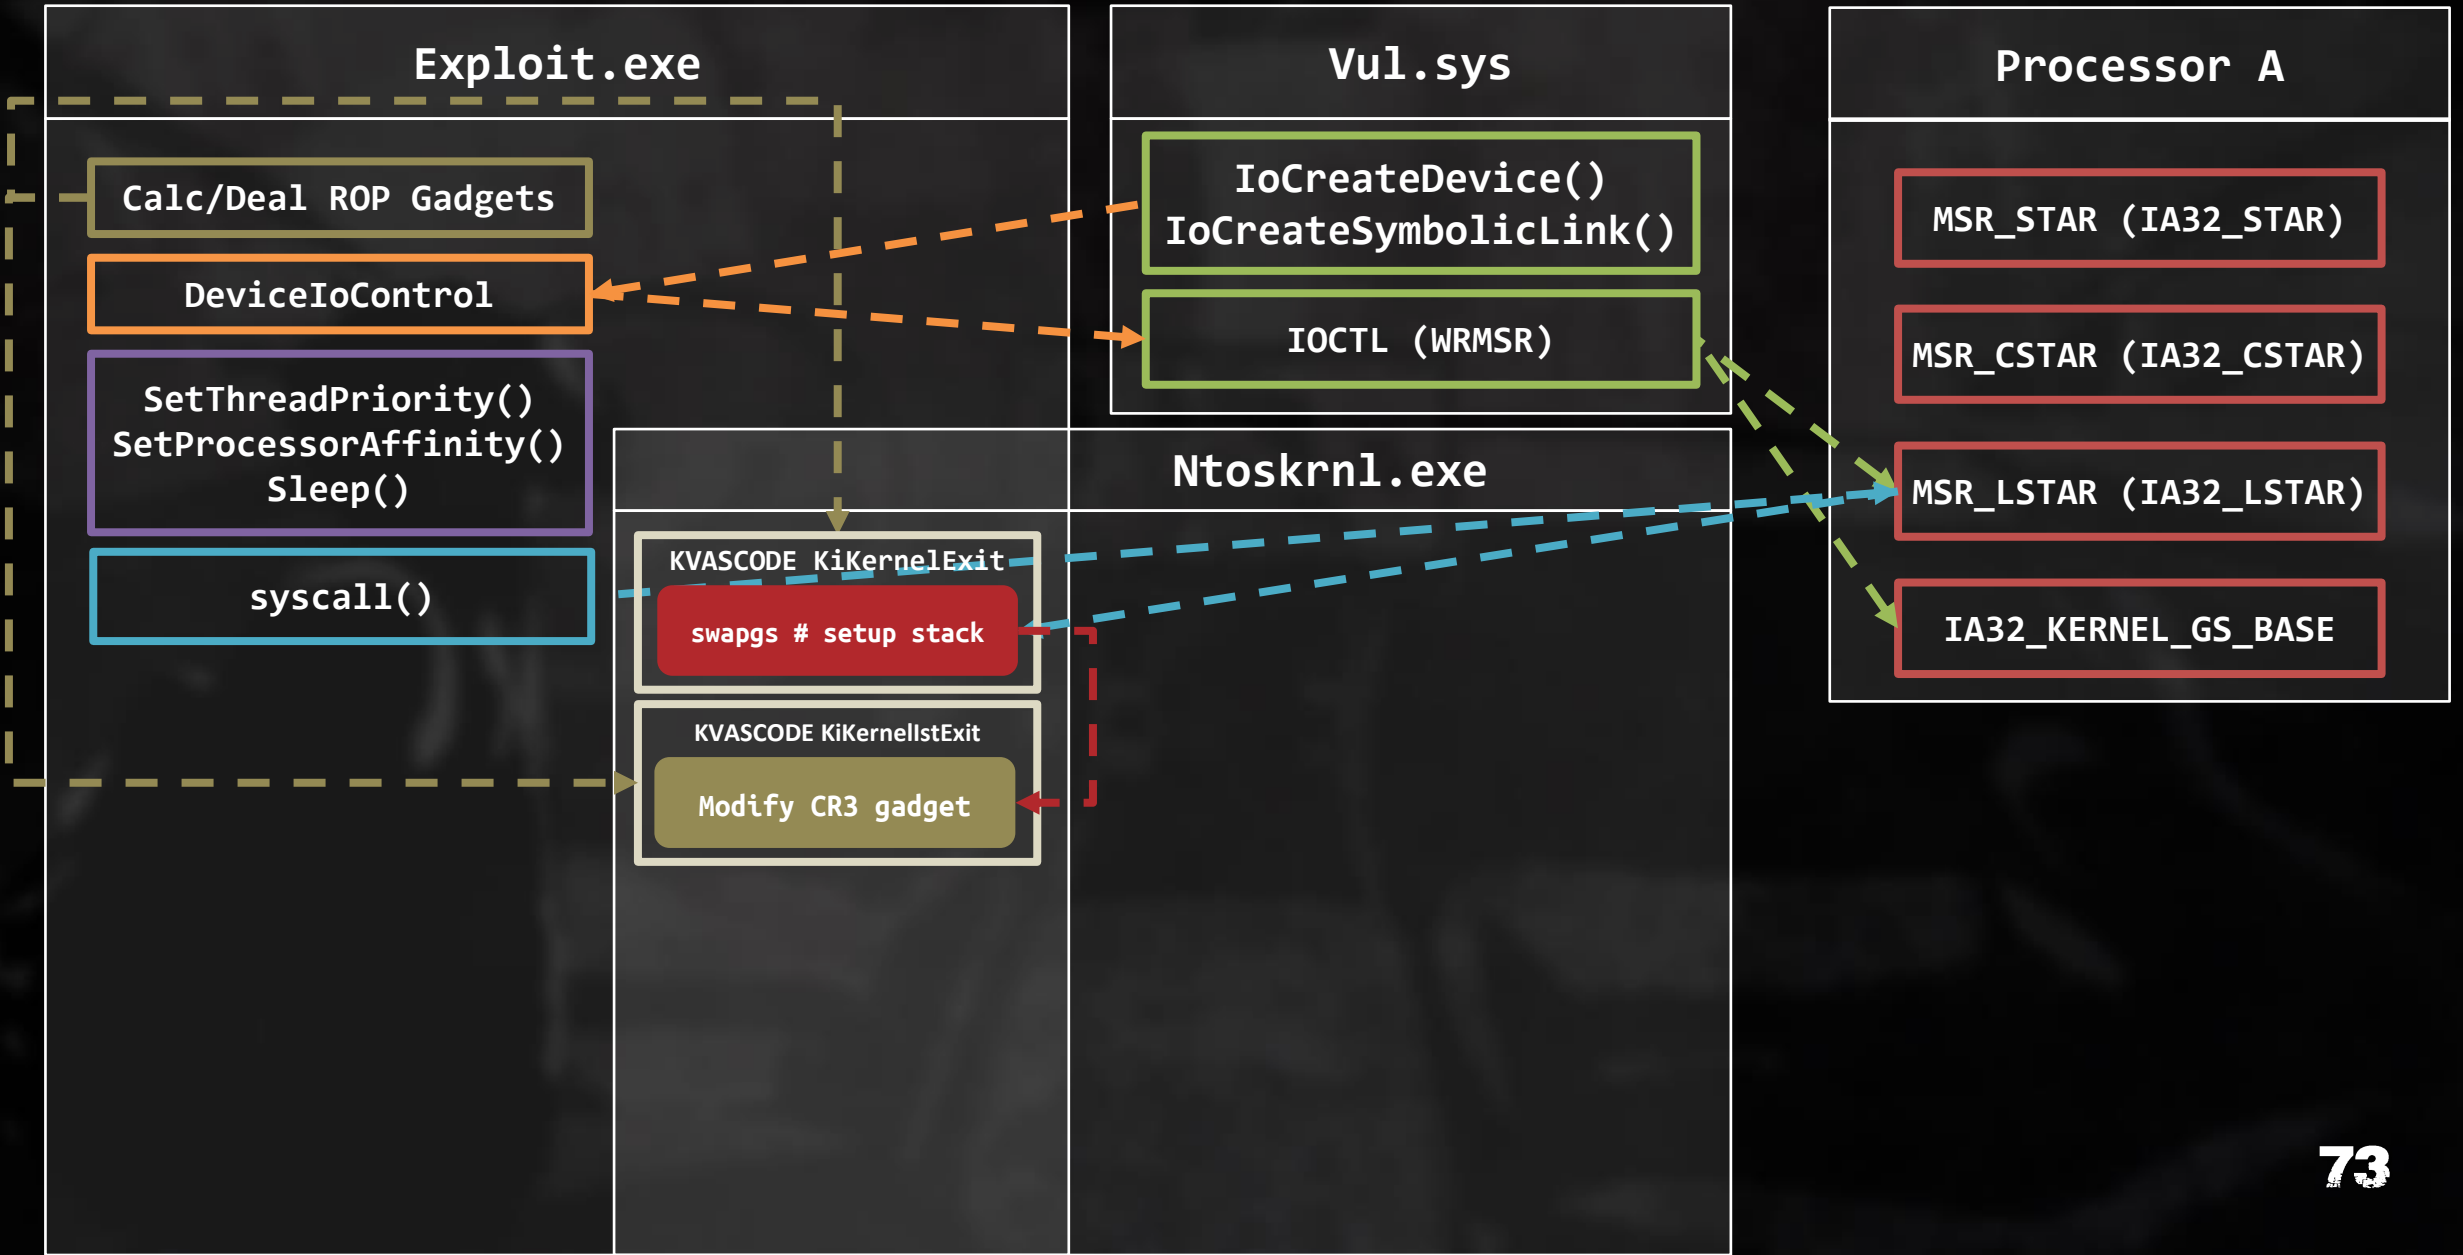 Exploit.exe
Calc/Deal ROP Gadgets
DeviceIoControl
SetThreadPriority()
SetProcessorAffinity()
Sleep()
syscall()
Vul.sys
IoCreateDevice()
IoCreateSymbolicLink()
IOCTL (WRMSR)
Ntoskrnl.exe
KVASCODE KiKernelExit
swapgs # setup stack
KVASCODE KiKernelIstExit
Modify CR3 gadget
Processor A
MSR_STAR (IA32_STAR)
MSR_CSTAR (IA32_CSTAR)
MSR_LSTAR (IA32_LSTAR)
IA32_KERNEL_GS_BASE
73